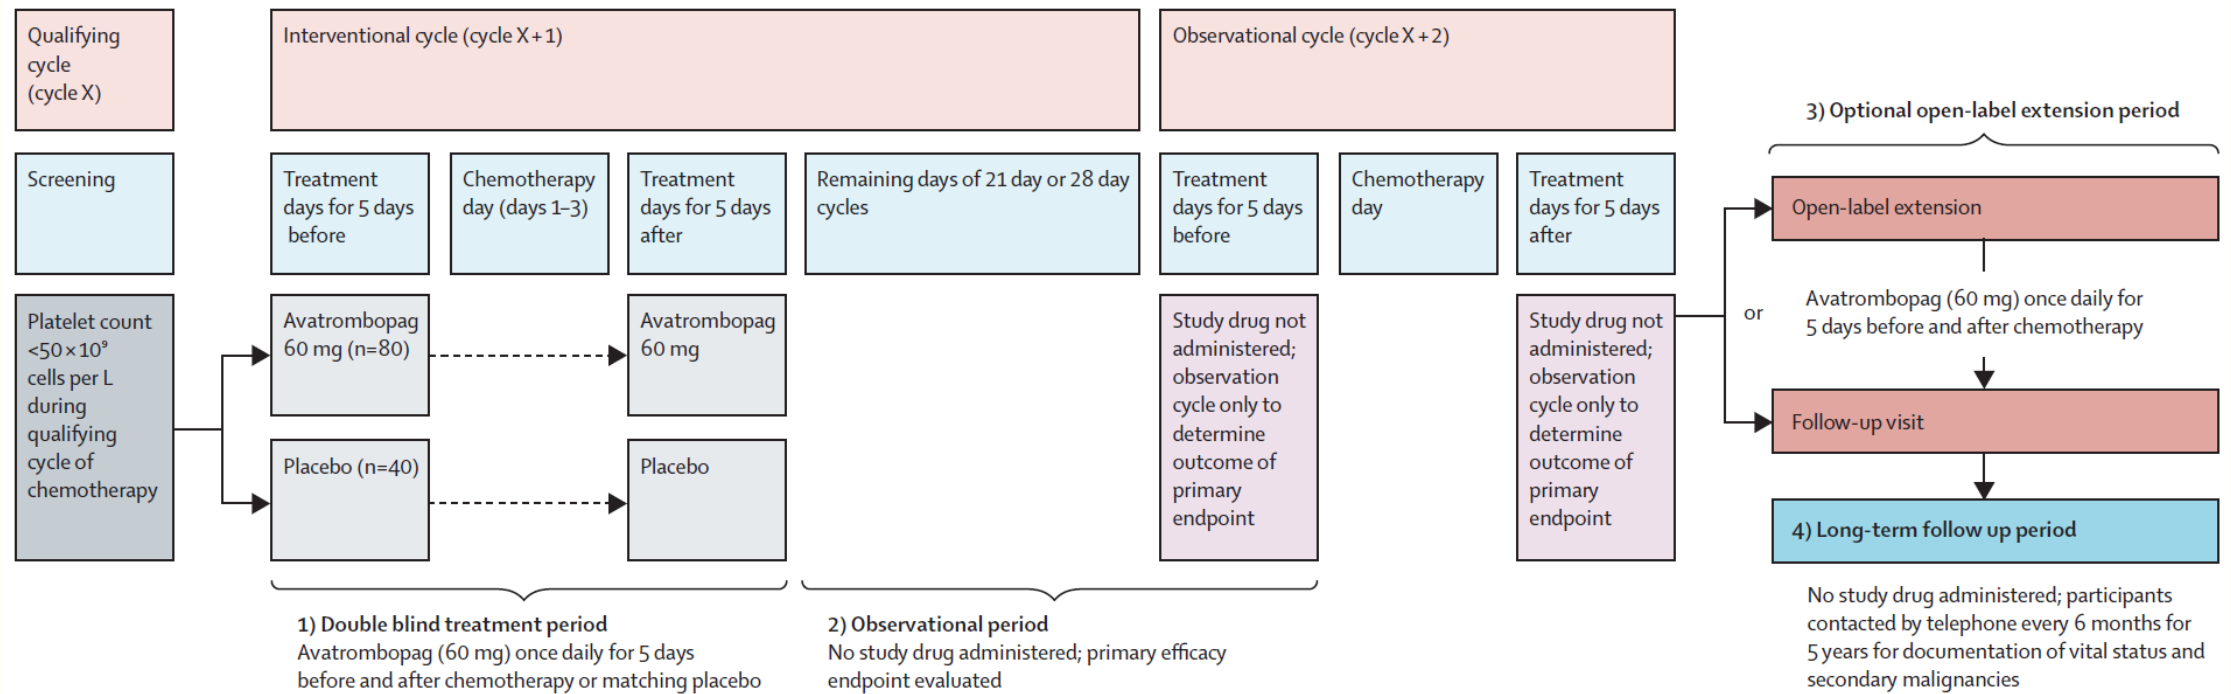 Qualifying
cycle
(cycle X)
Interventional cycle (cycle X + 1)
Observational cycle (cycle X + 2)
3) Optional open-label extension period
Screening
Treatment
days for 5 days
before
Chemotherapy
day (days 1–3)
Treatment
days for 5 days
after
Remaining days of 21 day or 28 day
cycles
Treatment
days for 5 days
before
Chemotherapy
day
Treatment
days for 5 days
after
Open-label extension
Platelet count
<50 × 10⁹
cells per L
during
qualifying
cycle of
chemotherapy
Avatrombopag
60 mg (n=80)
Avatrombopag
60 mg
Placebo (n=40)
Placebo
Study drug not
administered;
observation
cycle only to
determine
outcome of
primary
endpoint
Study drug not
administered;
observation
cycle only to
determine
outcome of
primary
endpoint
or
Avatrombopag (60 mg) once daily for
5 days before and after chemotherapy
Follow-up visit
4) Long-term follow up period
No study drug administered; participants
contacted by telephone every 6 months for
5 years for documentation of vital status and
secondary malignancies
1) Double blind treatment period
Avatrombopag (60 mg) once daily for 5 days
before and after chemotherapy or matching placebo
2) Observational period
No study drug administered; primary efficacy
endpoint evaluated